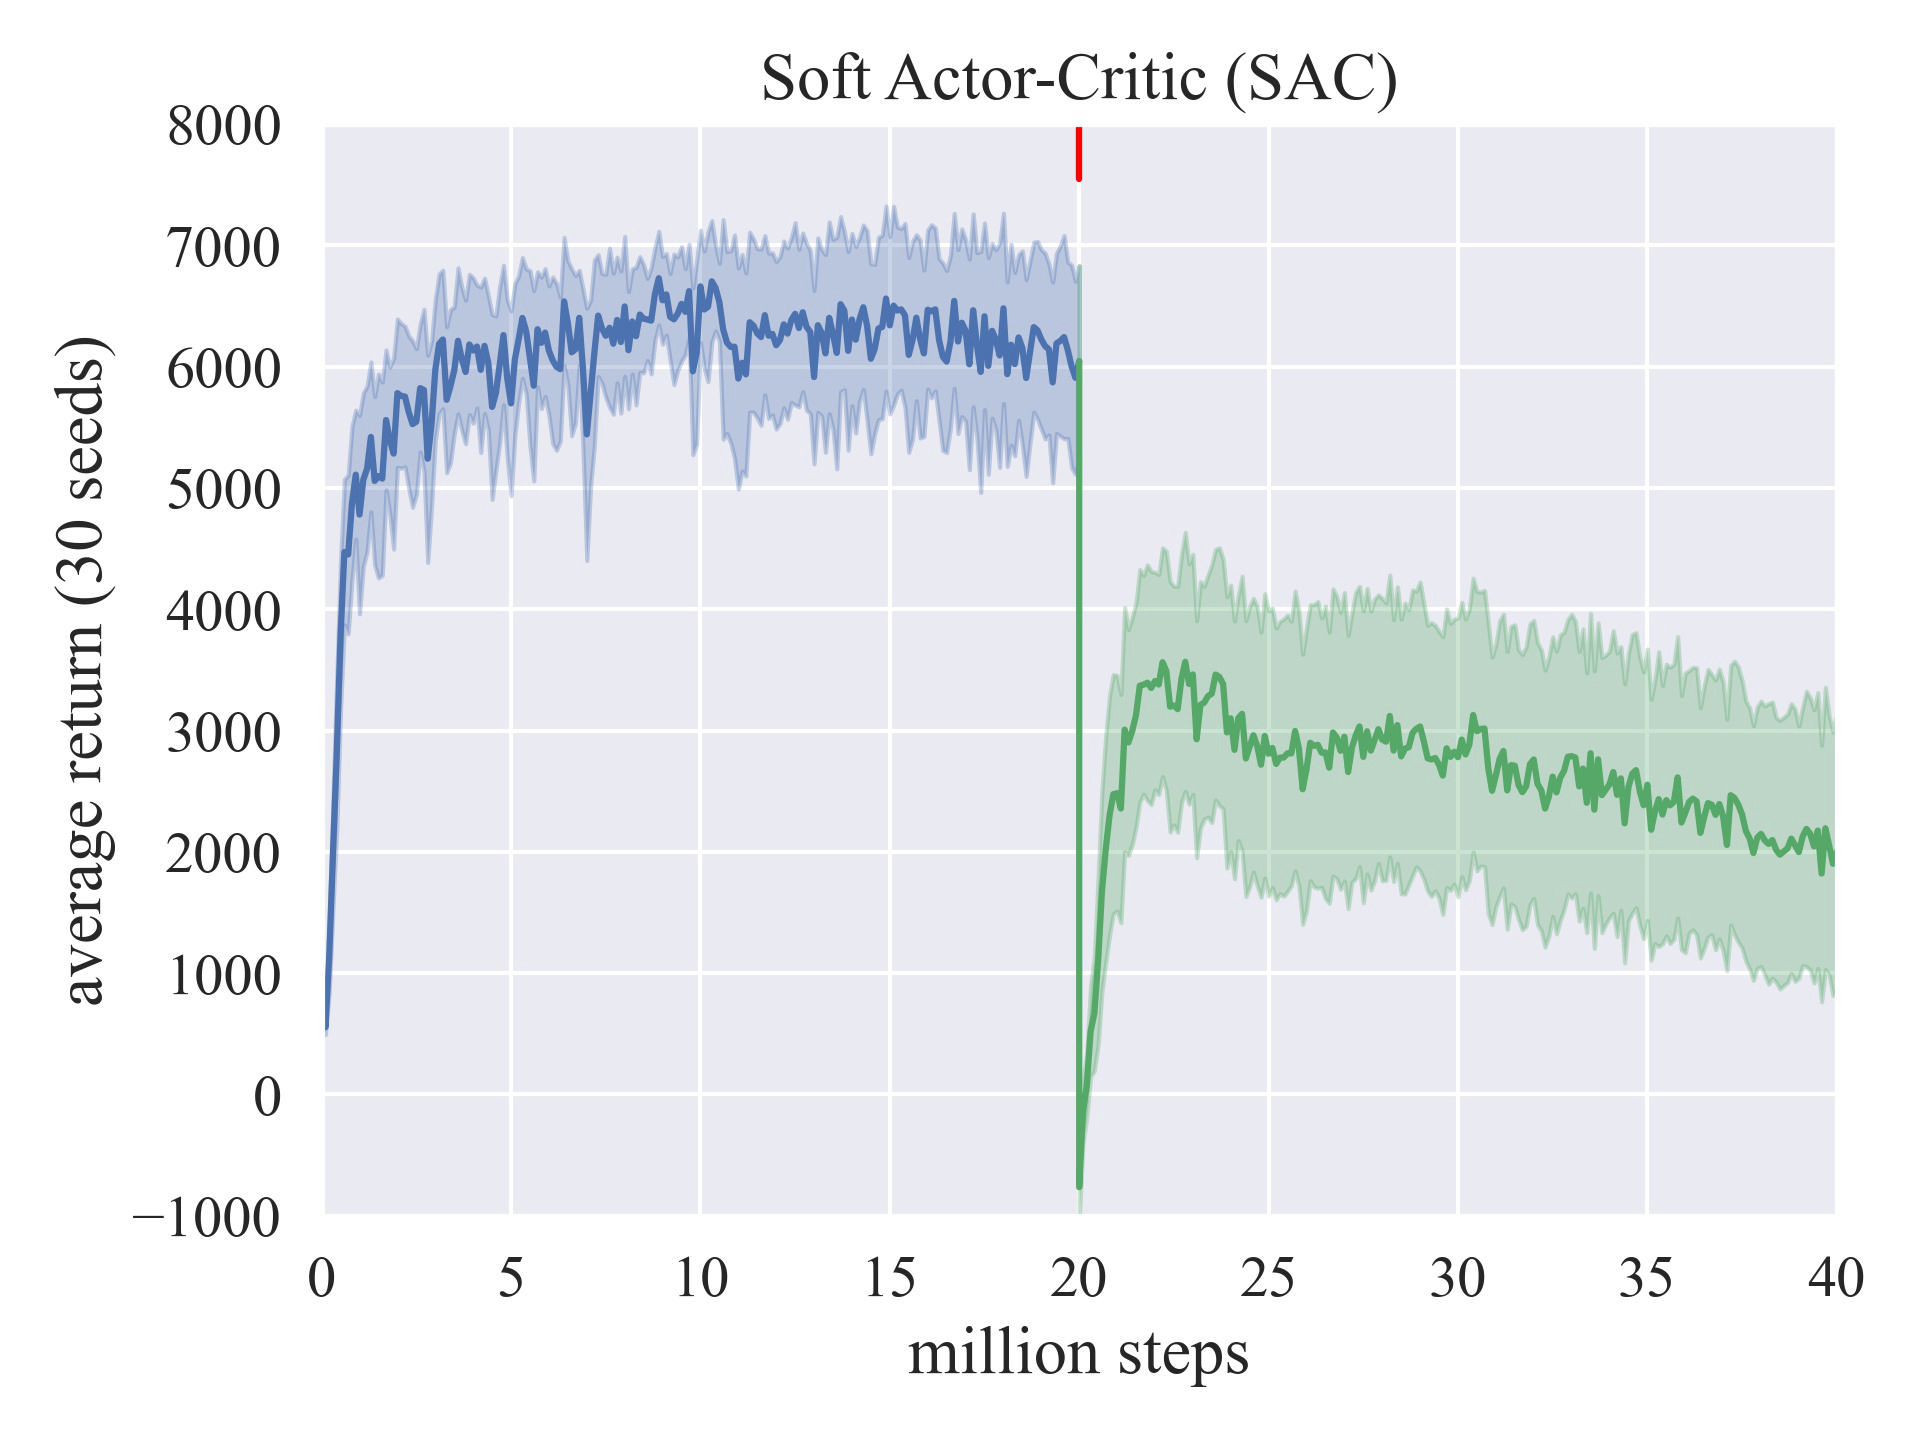 Soft Actor-Critic (SAC)
average return (30 seeds)
8000
7000
6000
5000
4000
3000
2000
1000
0
−1000
0 5 10 15 20 25 30 35 40
million steps